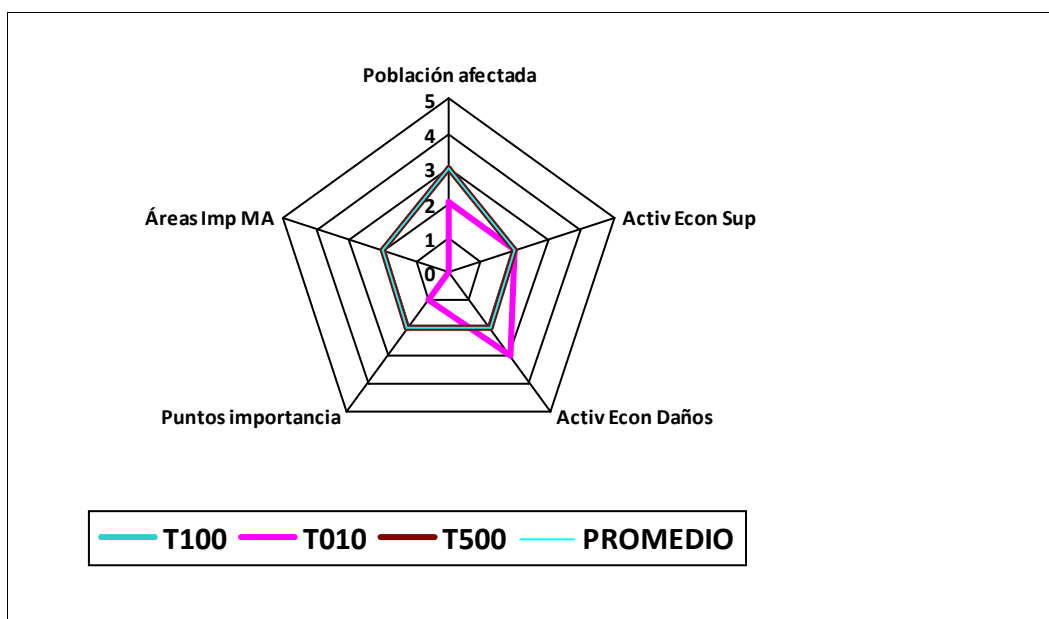 Población afectada
5
4
3
2
1
0
Áreas Imp MA
Activ Econ Sup
Puntos importancia
Activ Econ Daños
T100 T010 T500 PROMEDIO